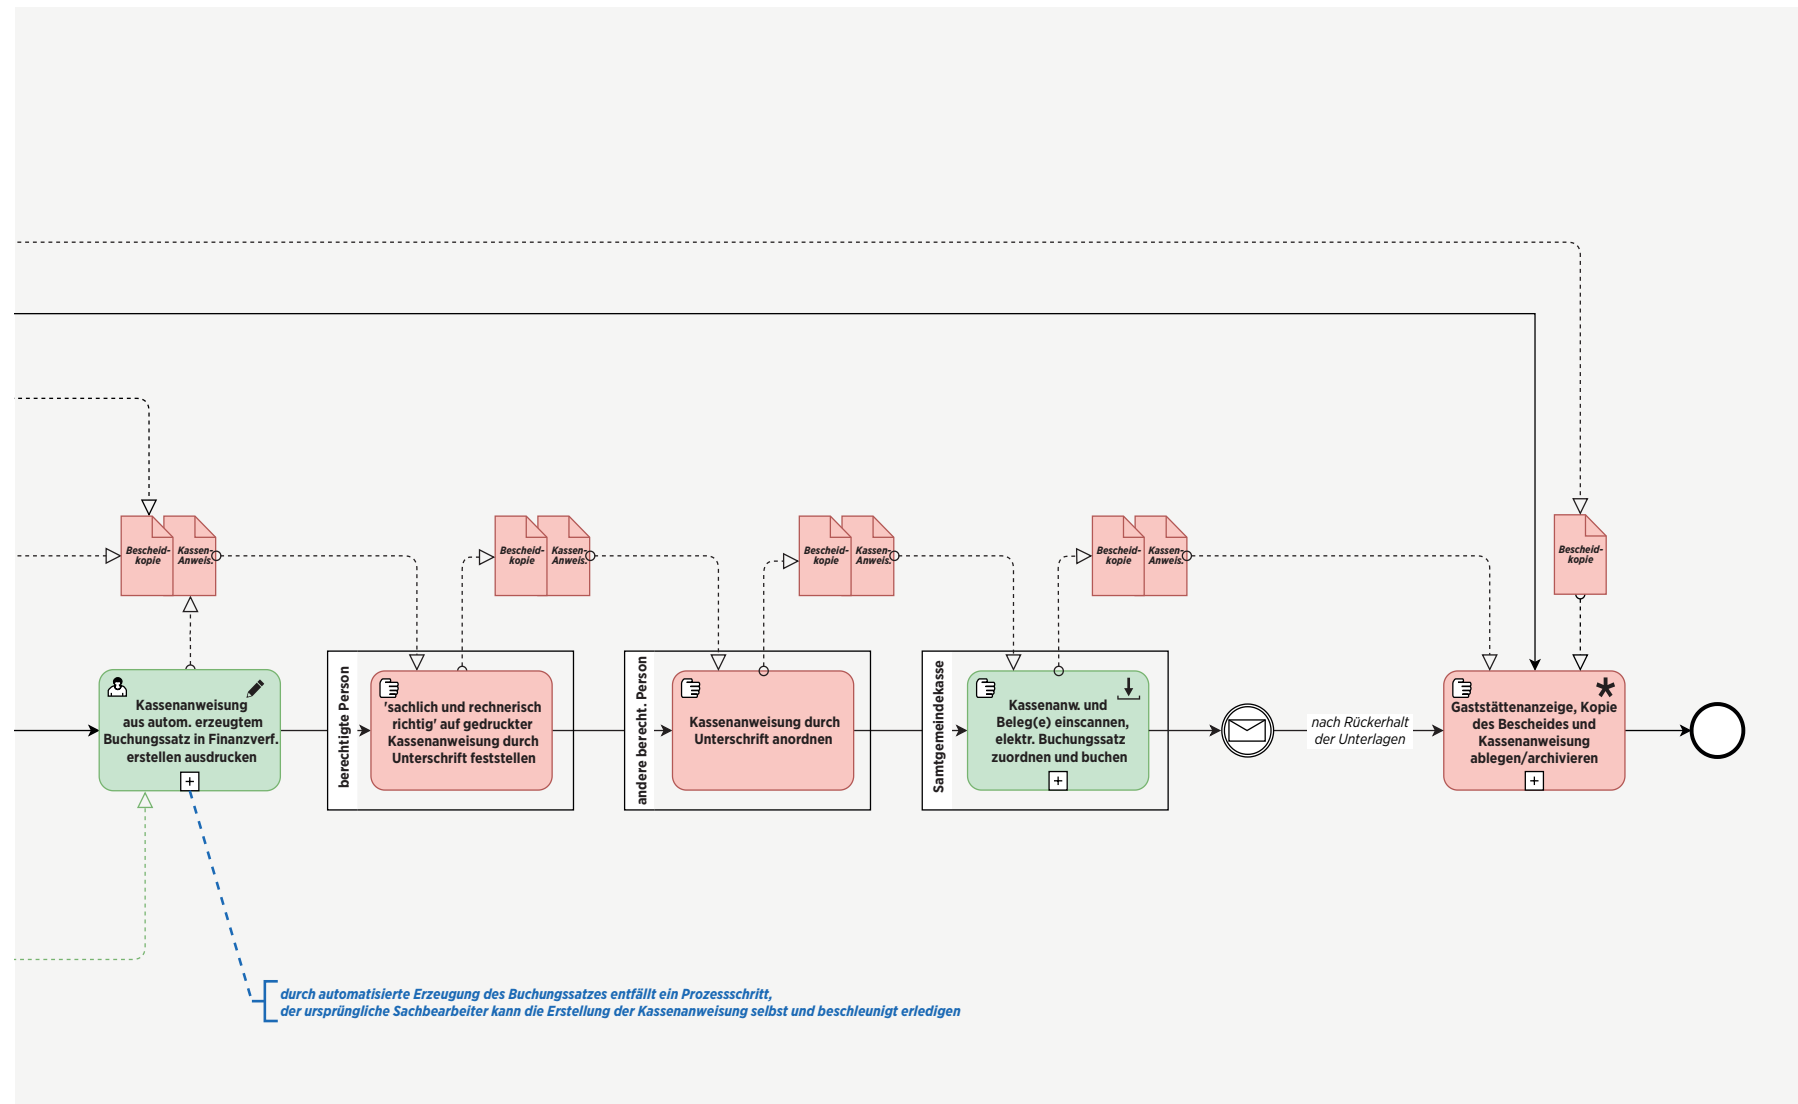 Bescheid-
kopie
Kassen-
Anweis.
Bescheid-
kopie
Kassen-
Anweis.
Bescheid-
kopie
Kassen-
Anweis.
Bescheid-
kopie
Kassen-
Anweis.
Bescheid-
kopie
Kassenanweisung
aus autom. erzeugtem
Buchungssatz in Finanzverf.
erstellen ausdrucken
berechtigte Person
'sachlich und rechnerisch
richtig' auf gedruckter
Kassenanweisung durch
Unterschrift feststellen
andere berecht. Person
Kassenanweisung durch
Unterschrift anordnen
Samtgemeindekasse
Kassenanw. und
Beleg(e) einscannen,
elektr. Buchungssatz
zuordnen und buchen
nach Rückerhalt
der Unterlagen
Gaststättenanzeige, Kopie
des Bescheides und
Kassenanweisung
ablegen/archivieren
durch automatisierte Erzeugung des Buchungssatzes entfällt ein Prozessschritt,
der ursprüngliche Sachbearbeiter kann die Erstellung der Kassenanweisung selbst und beschleunigt erledigen